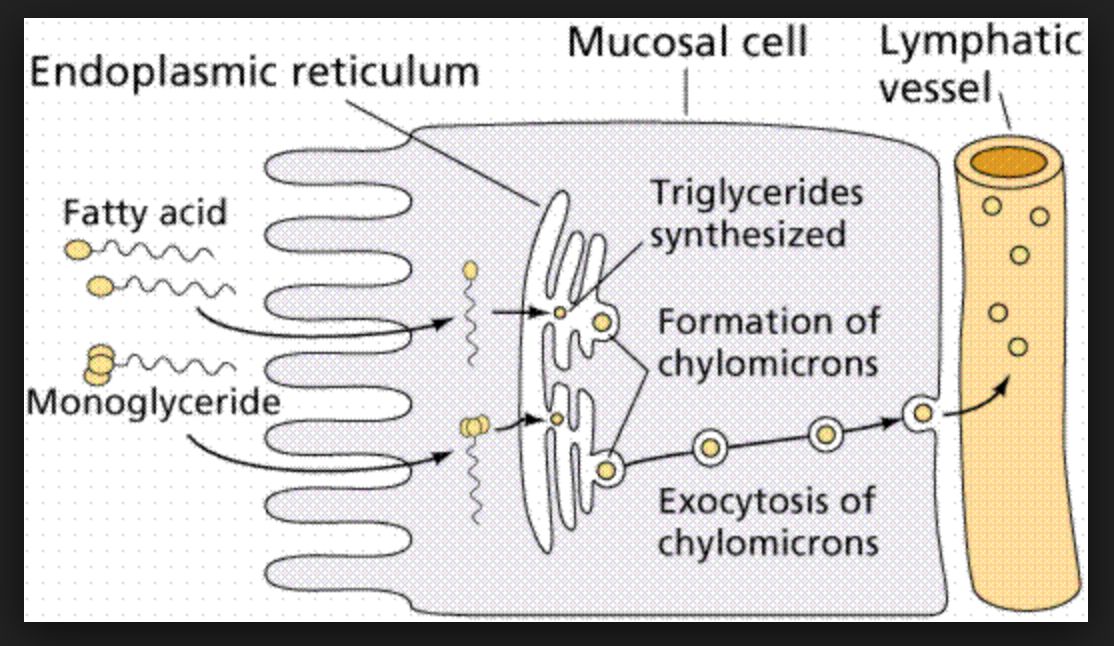 Endoplasmic reticulum
Mucosal cell
Lymphatic
vessel
Fatty acid
Triglycerides
synthesized
Formation of
chylomicrons
Monoglyceride
Exocytosis of
chylomicrons